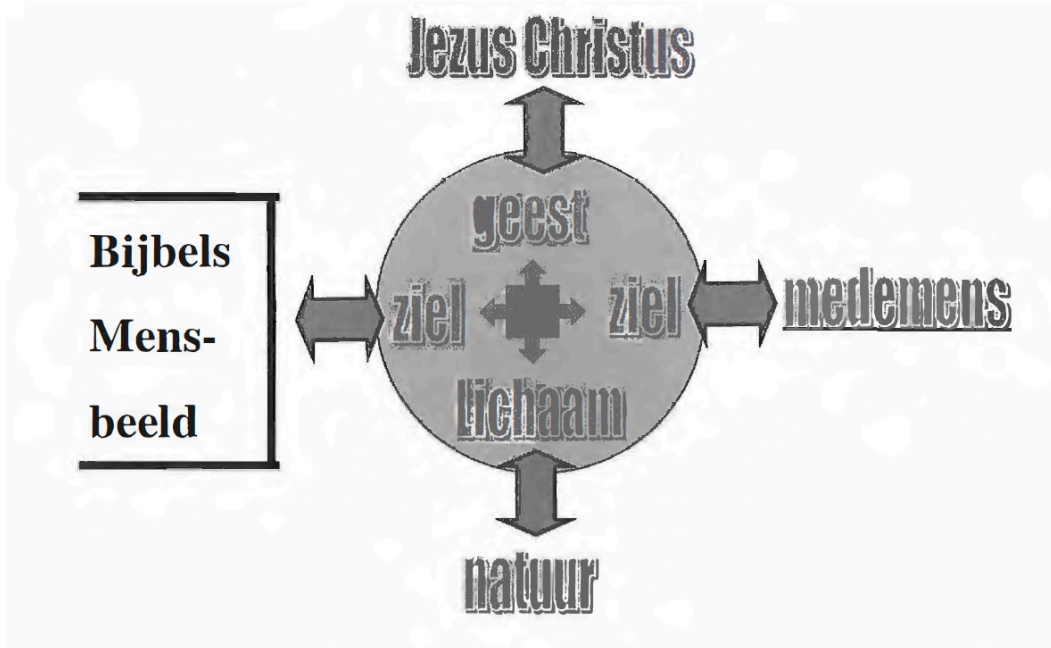 Jezus Christus
geest
Bijbels
Mens-
beeld
ziel
ziel
medemens
lichaam
natuur